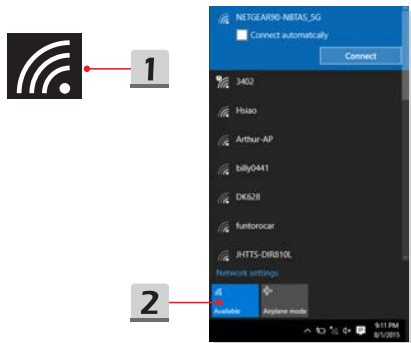 NETGEAR90-N8TAS_5G
Connect automatically
Connect
1
3402
Hsiao
Arthur-AP
billy0441
DK628
funtorocar
JHTTS-DIR810L
Network settings
2
Available
Airplane mode
9:11 PM
8/1/2015